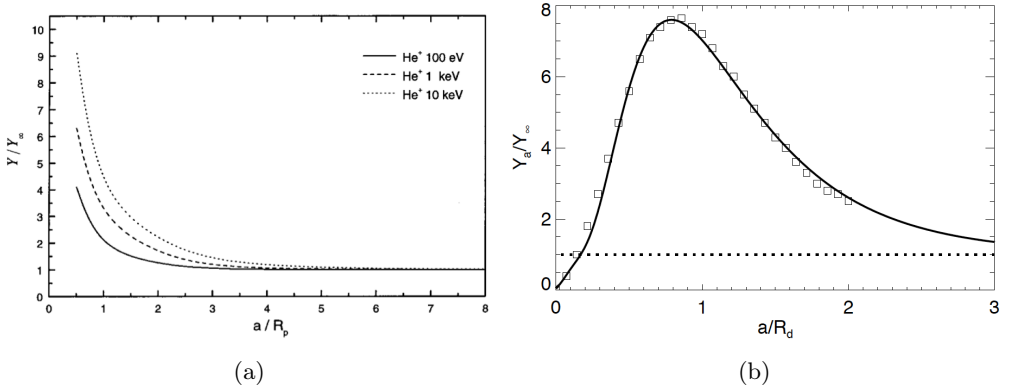 10
9
8
7
6
5
4
3
2
1
0
Y / Y∞
He⁺ 100 eV
He⁺ 1 keV
He⁺ 10 keV
0 1 2 3 4 5 6 7 8
a / Rₚ
(a)
8
6
4
2
0
Yₐ/Y∞
0 1 2 3
a/R_d
(b)